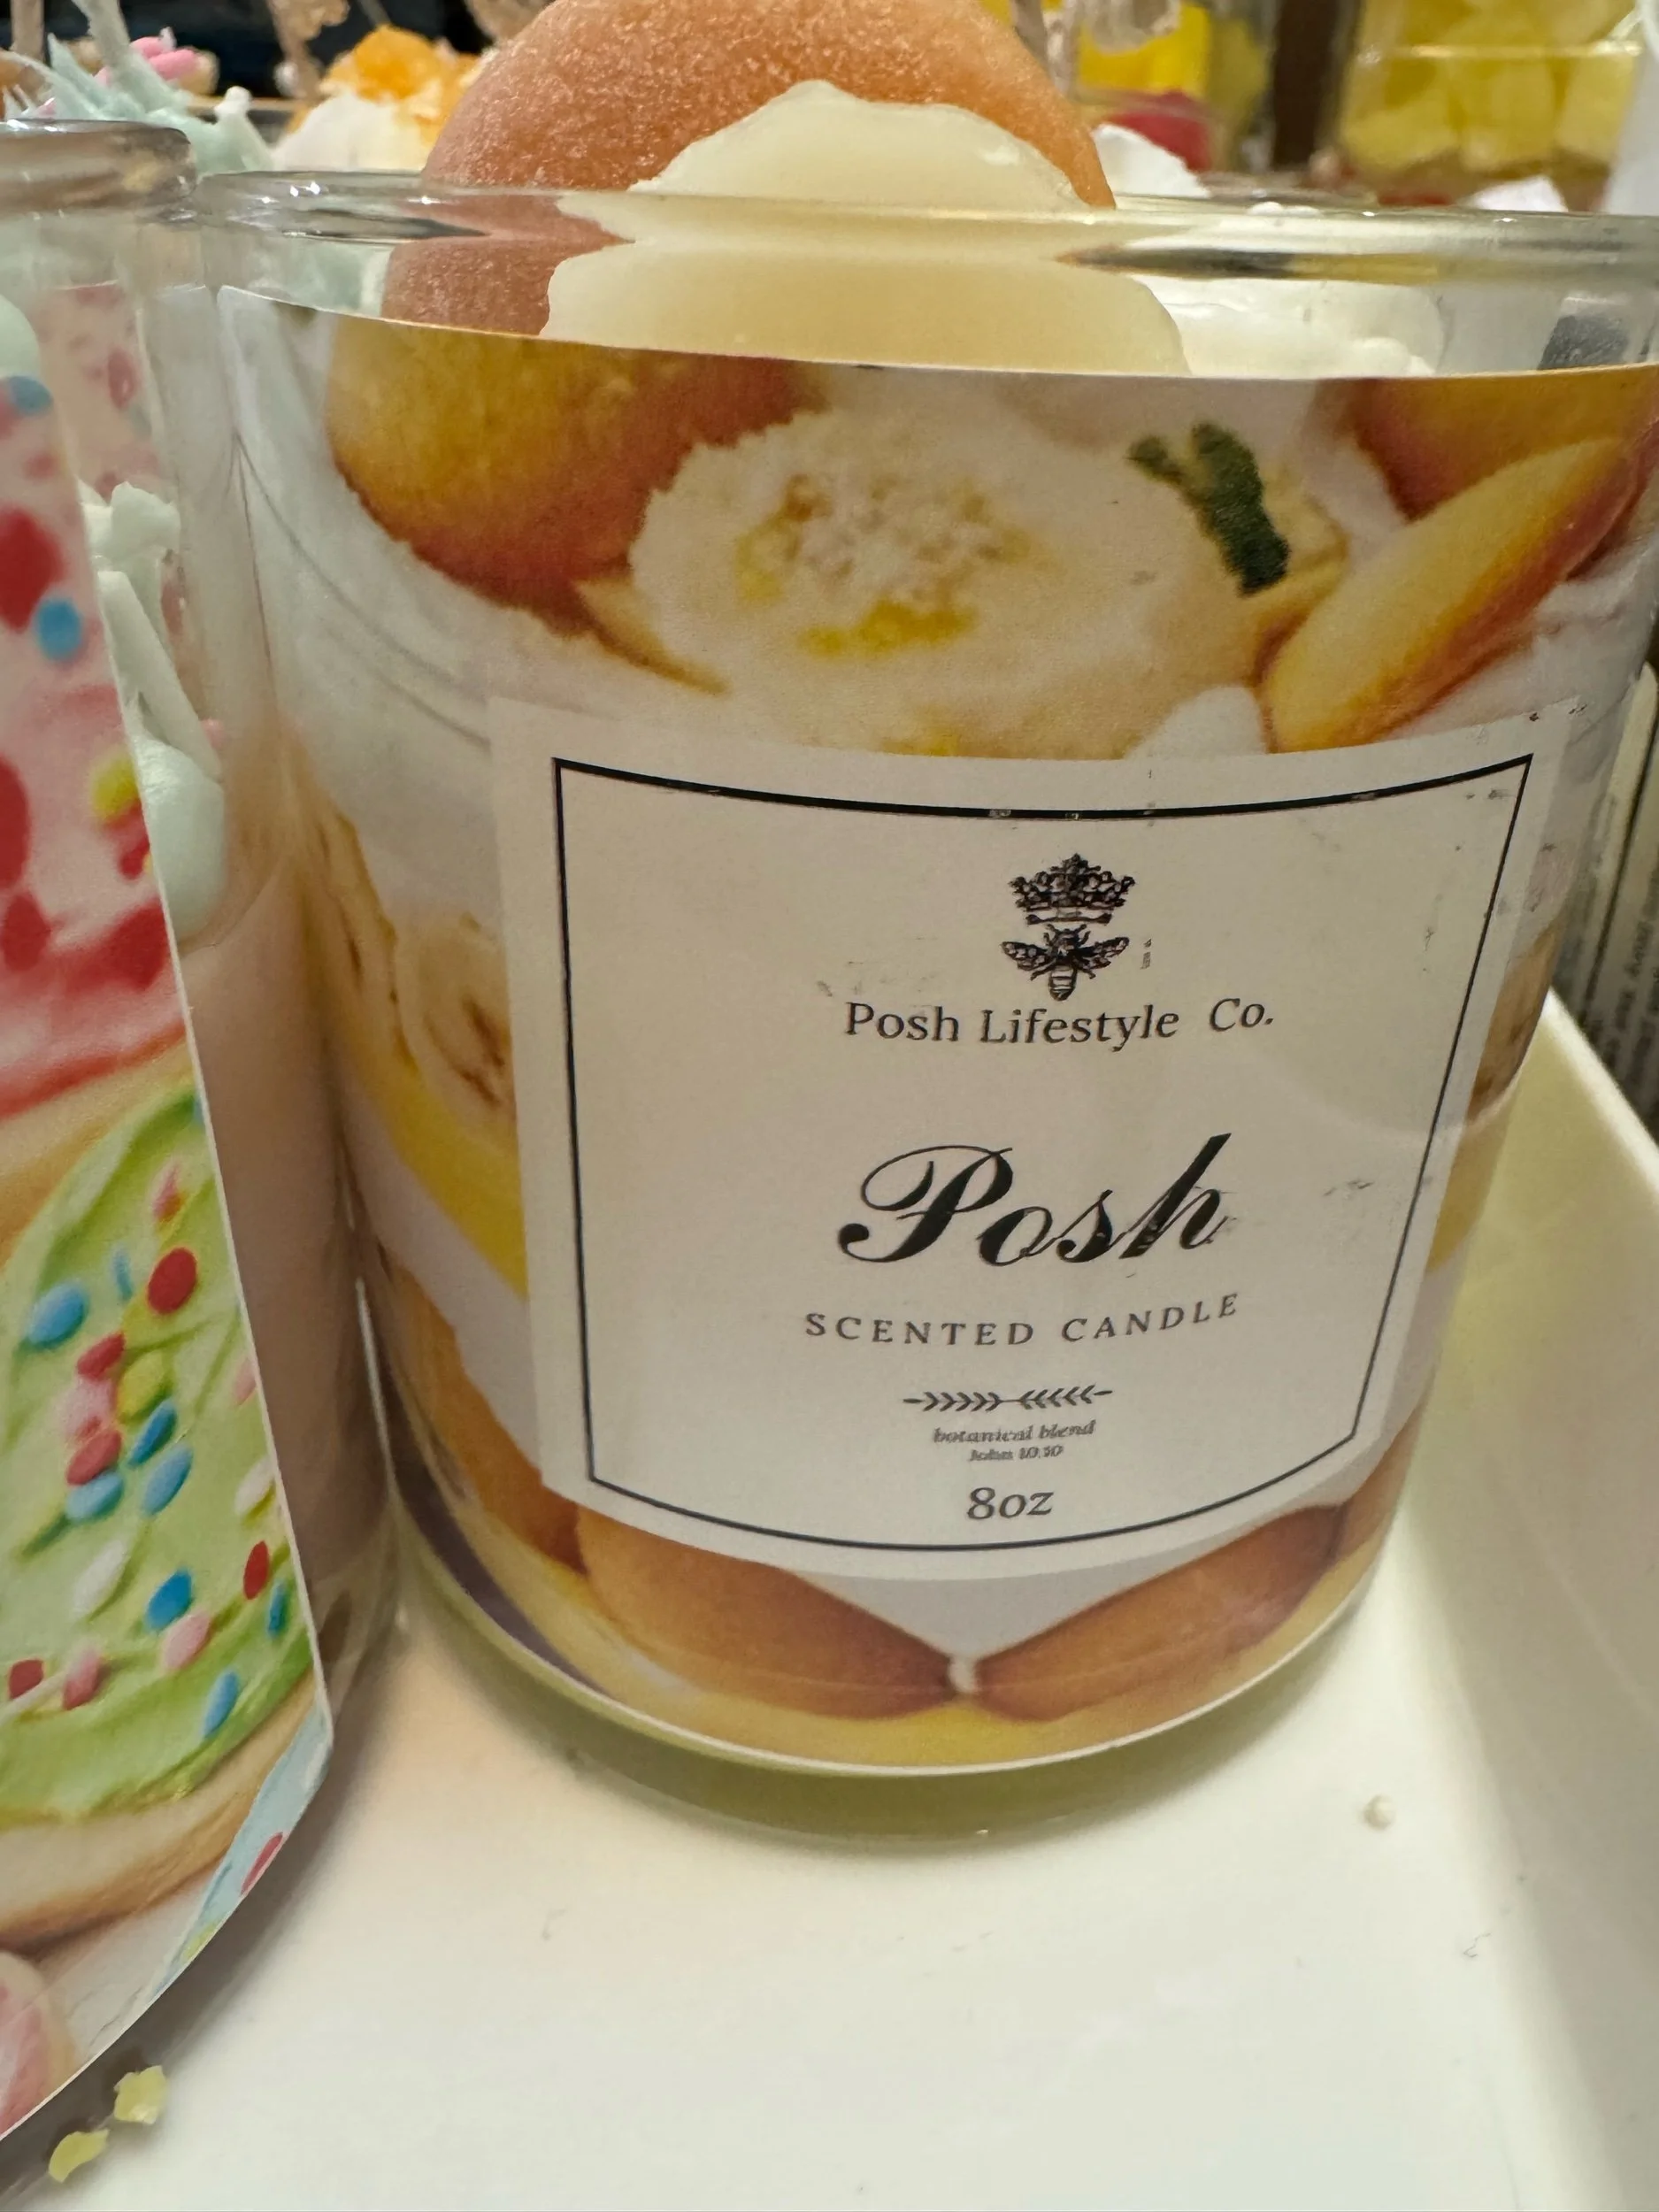 Posh Lifestyle Co.
Posh
SCENTED CANDLE
botanical blend
John 10:10
8oz